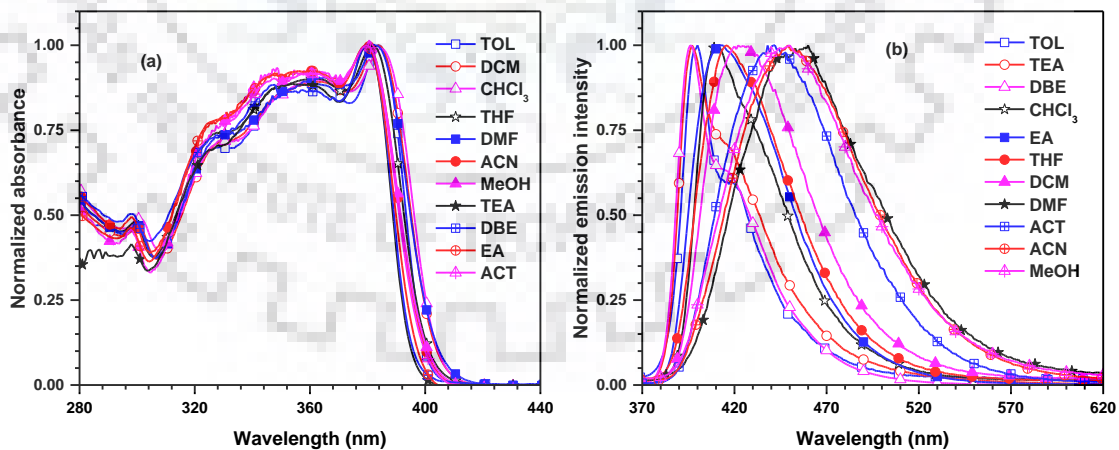 (a)
Normalized absorbance
1.00
0.75
0.50
0.25
0.00
280
320
360
400
440
Wavelength (nm)
TOL
DCM
CHCl3
THF
DMF
ACN
MeOH
TEA
DBE
EA
ACT
(b)
Normalized emission intensity
1.00
0.75
0.50
0.25
0.00
370
420
470
520
570
620
Wavelength (nm)
TOL
TEA
DBE
CHCl3
EA
THF
DCM
DMF
ACT
ACN
MeOH